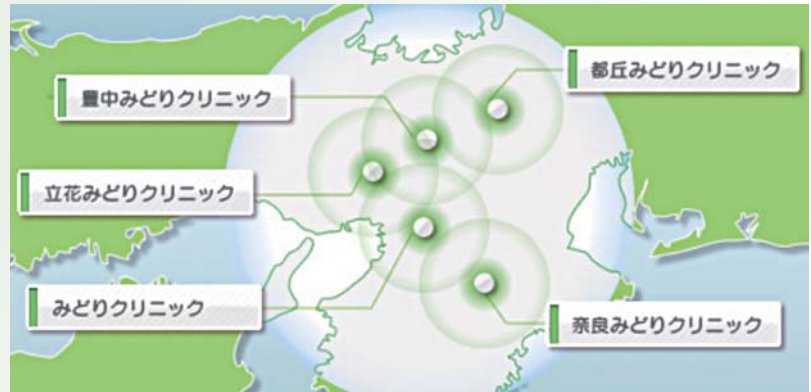 都丘みどりクリニック
豊中みどりクリニック
立花みどりクリニック
みどりクリニック
奈良みどりクリニック